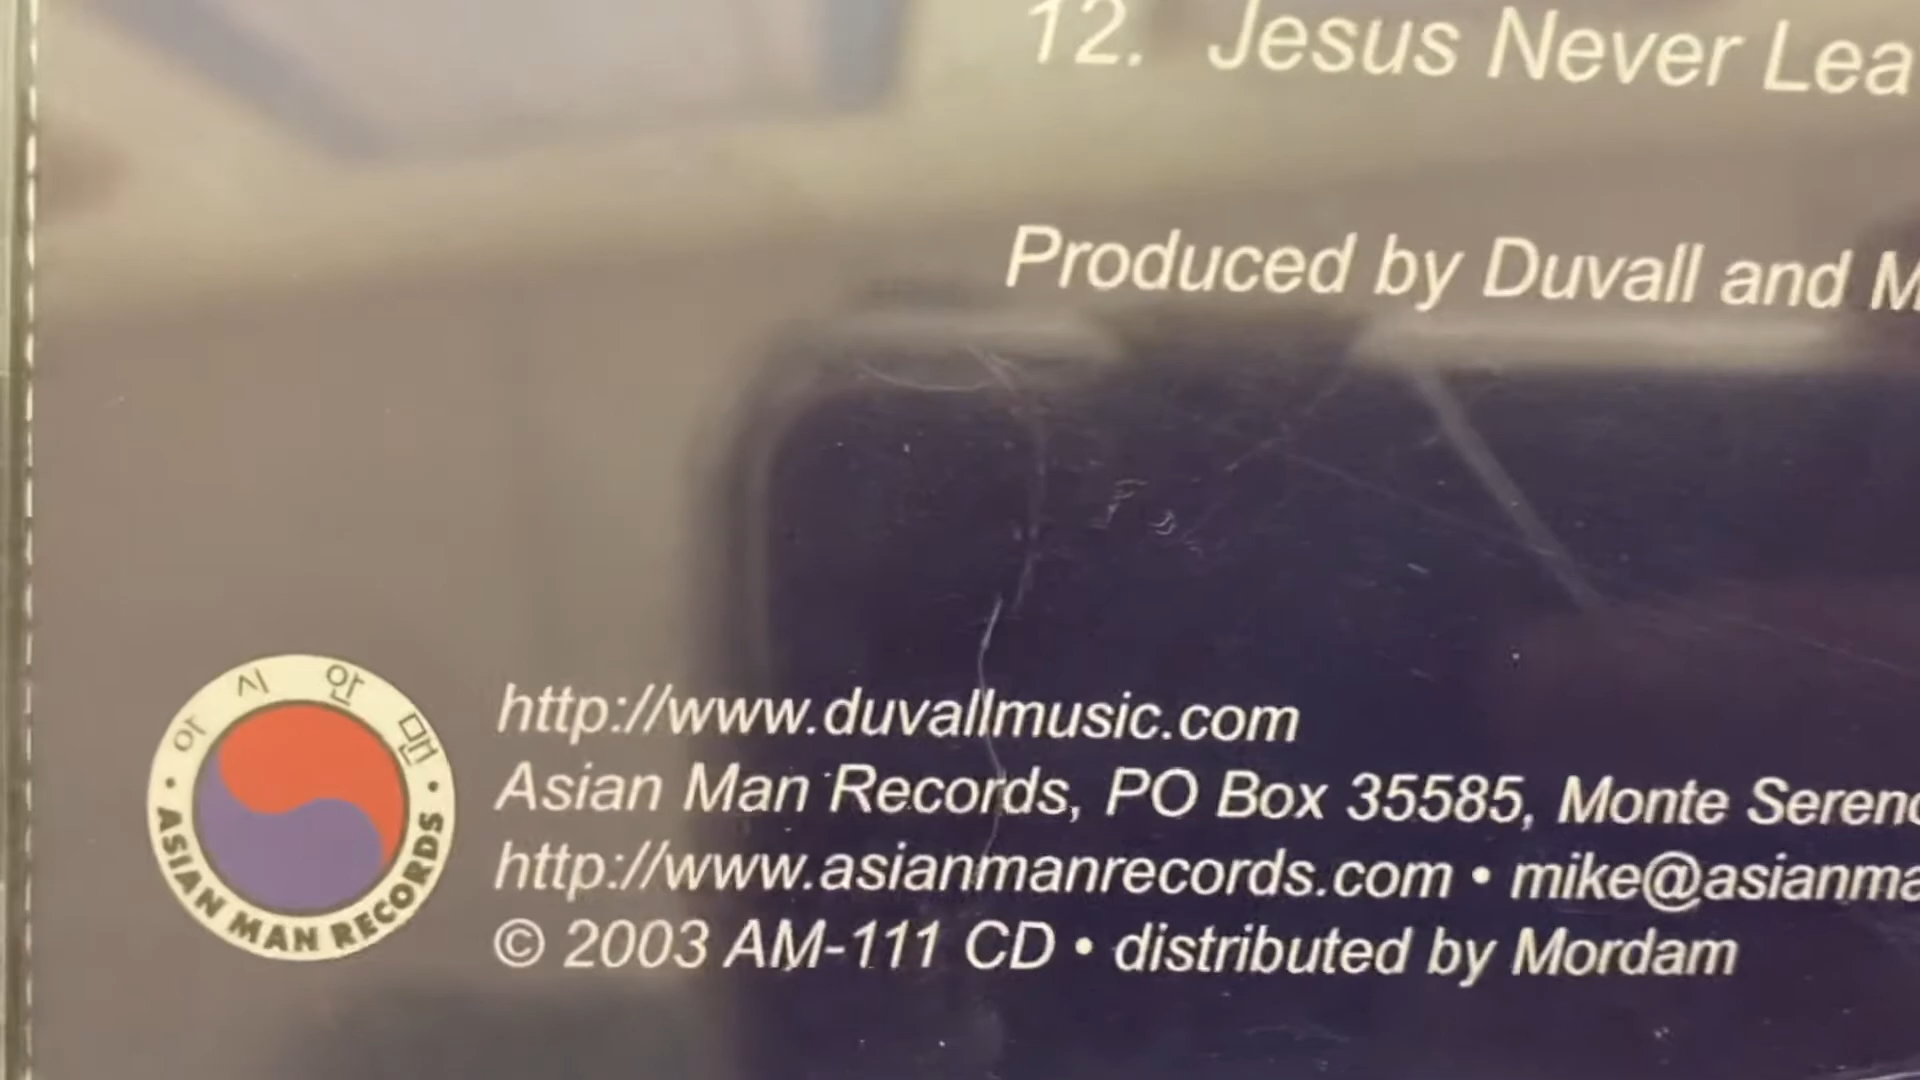 12. Jesus Never Lea
Produced by Duvall and M
아 시 안 맨
• ASIAN MAN RECORDS •
http://www.duvallmusic.com
Asian Man Records, PO Box 35585, Monte Sereno
http://www.asianmanrecords.com • mike@asianma
© 2003 AM-111 CD • distributed by Mordam